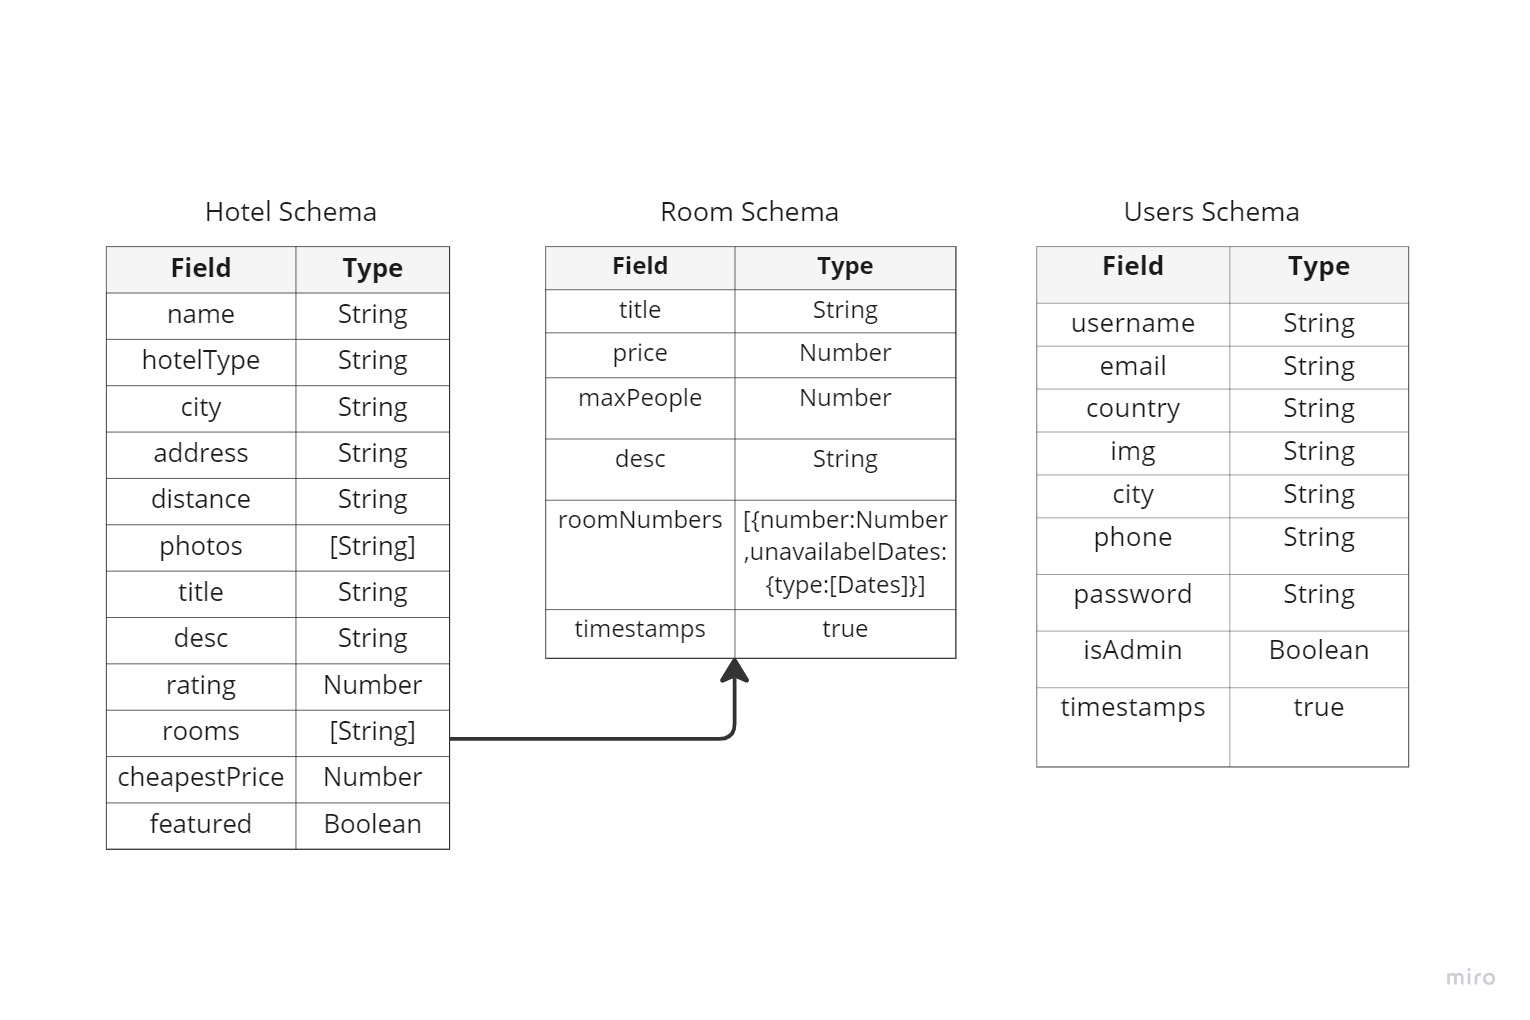 Hotel Schema
Field Type
name String
hotelType String
city String
address String
distance String
photos [String]
title String
desc String
rating Number
rooms [String]
cheapestPrice Number
featured Boolean
Room Schema
Field Type
title String
price Number
maxPeople Number
desc String
roomNumbers [{number:Number
,unavailabelDates:
{type:[Dates]}]
timestamps true
Users Schema
Field Type
username String
email String
country String
img String
city String
phone String
password String
isAdmin Boolean
timestamps true
miro